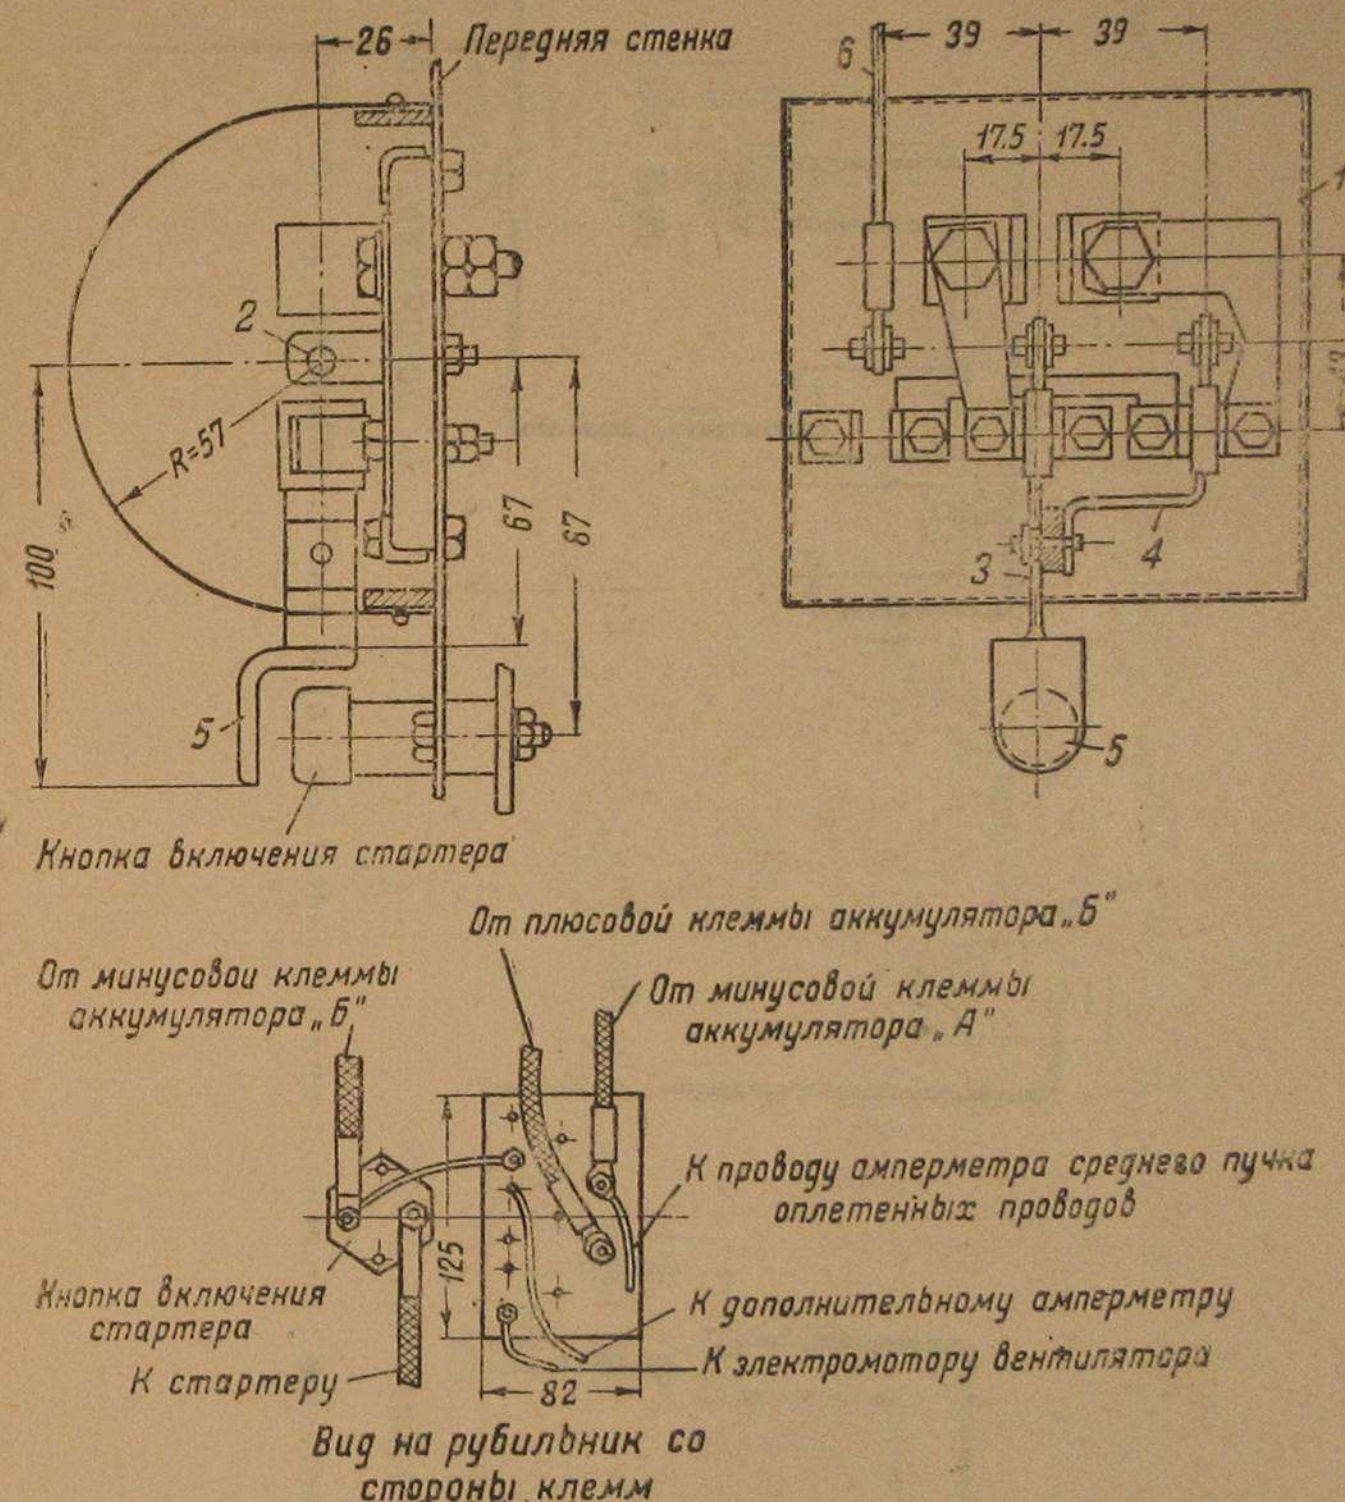 26
Передняя стенка
6
39
39
17.5
17.5
1
2
R=57
100
67
67
3
4
5
5
Кнопка включения стартера
От плюсовой клеммы аккумулятора „Б"
От минусовои клеммы
аккумулятора „Б"
От минусовой клеммы
аккумулятора „А"
К проводу амперметра среднего пучка
оплетенных проводов
125
Кнопка включения
стартера
К дополнительному амперметру
К электромотору вентилятора
К стартеру
82
Вид на рубильник со
стороны клемм